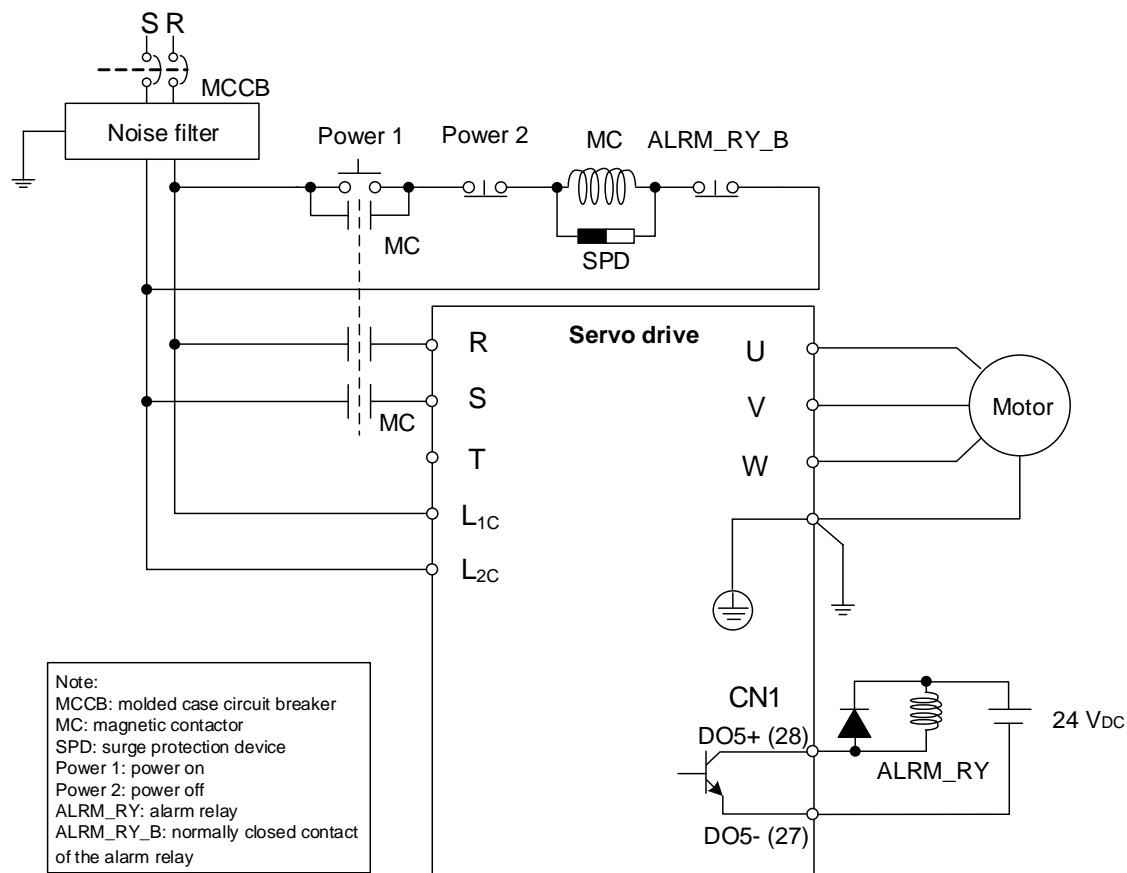 S R
MCCB
Noise filter
Power 1
Power 2
MC
ALRM_RY_B
MC
SPD
Servo drive
R
U
S
V
Motor
MC
T
W
L1C
L2C
Note:
MCCB: molded case circuit breaker
MC: magnetic contactor
SPD: surge protection device
Power 1: power on
Power 2: power off
ALRM_RY: alarm relay
ALRM_RY_B: normally closed contact
of the alarm relay
CN1
DO5+ (28)
24 VDC
ALRM_RY
DO5- (27)